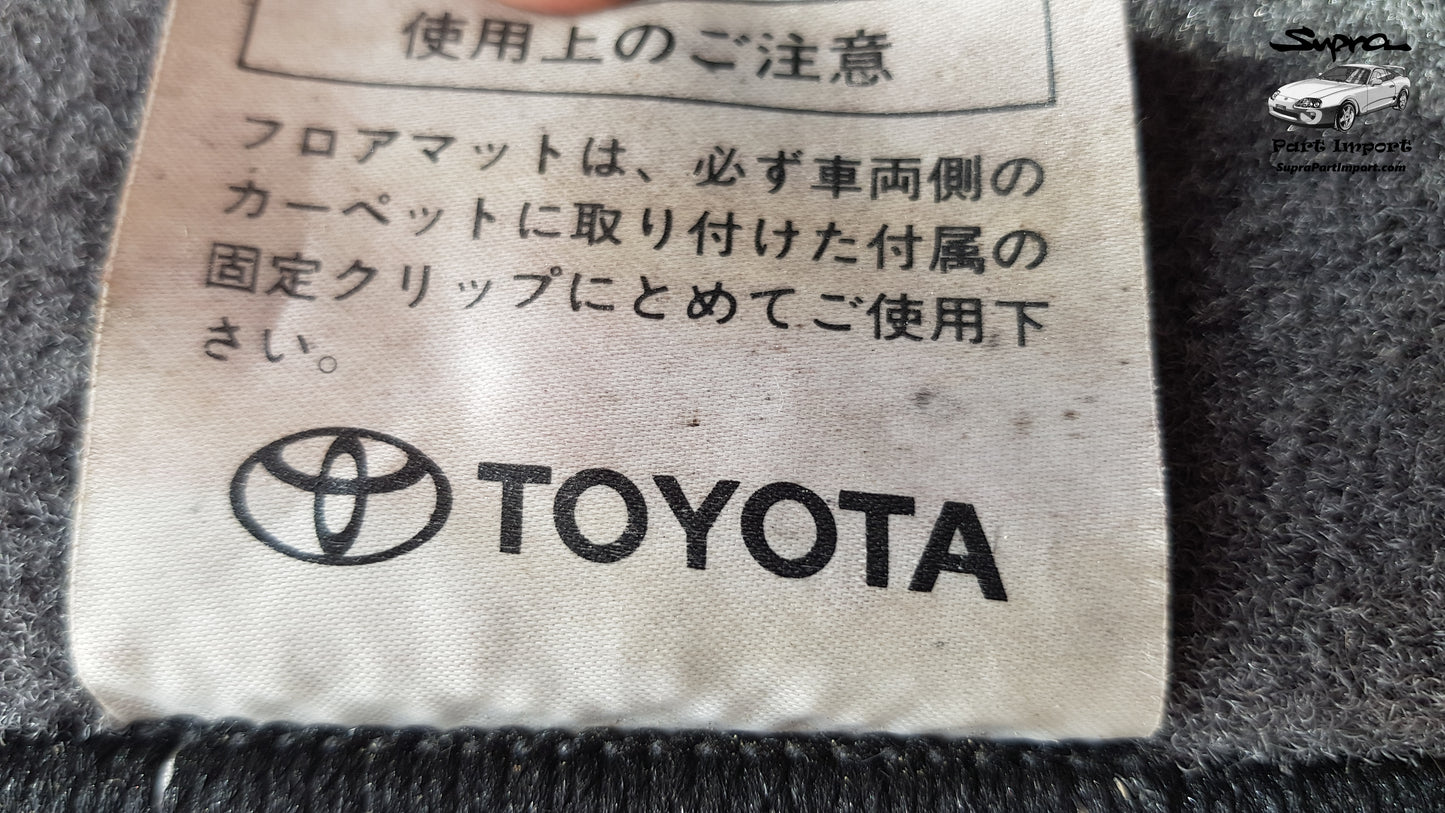 使用上のご注意
フロアマットは、必ず車両側の
カーペットに取り付けた付属の
固定クリップにとめてご使用下
さい。
TOYOTA
Supra
Part Import
SupraPartImport.com